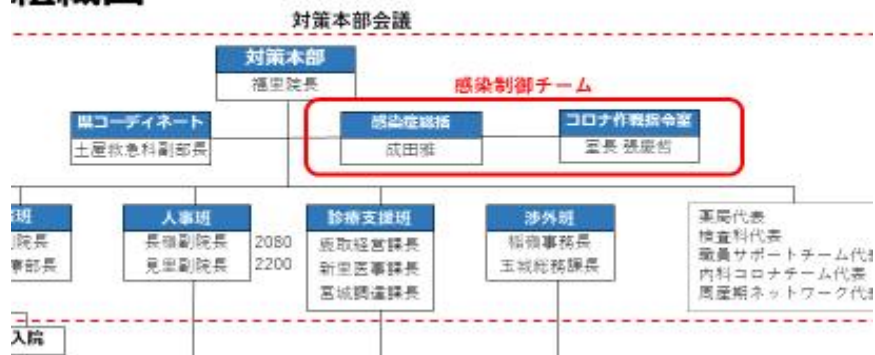 対策本部会議
対策本部
福里院長
感染制御チーム
県コーディネート
土屋救急科副部長
感染症総括
成田雅
コロナ作戦指令室
室長 張慶哲
人事班
長嶺副院長 2080
見里副院長 2200
診療支援班
鹿取経営課長
新里医事課長
宮城調達課長
渉外班
稲嶺事務長
玉城総務課長
薬局代表
検査科代表
職員サポートチーム代表
内科コロナチーム代表
周産期ネットワーク代表
入院